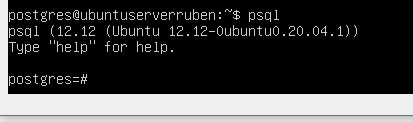 postgres@ubuntuserverruben:~$ psql
psql (12.12 (Ubuntu 12.12-0ubuntu0.20.04.1))
Type "help" for help.
postgres=#